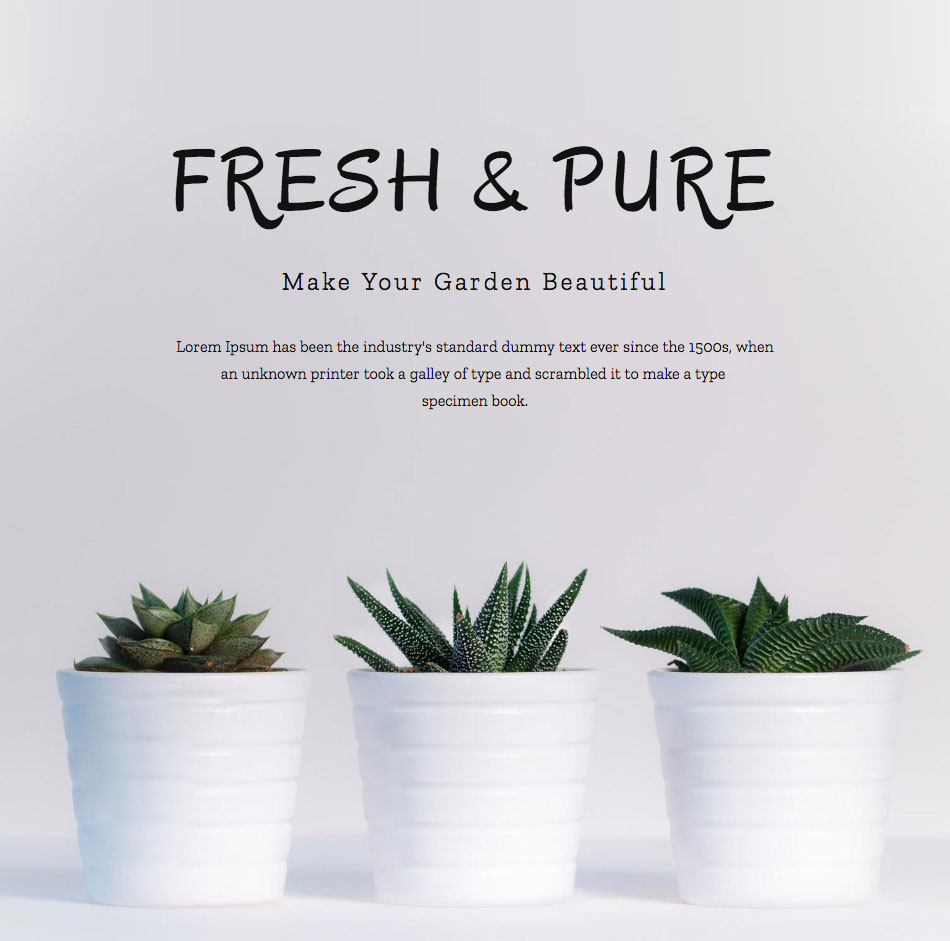 FRESH & PURE
Make Your Garden Beautiful
Lorem Ipsum has been the industry's standard dummy text ever since the 1500s, when
an unknown printer took a galley of type and scrambled it to make a type
specimen book.